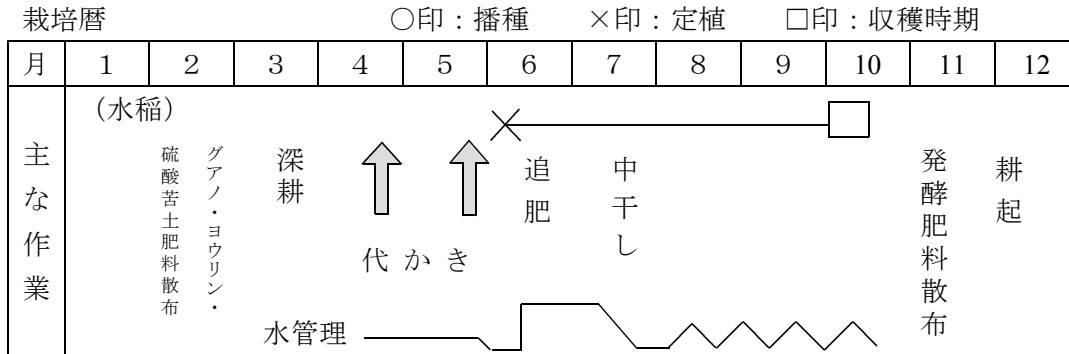 栽培暦 ○印：播種 ×印：定植 □印：収穫時期
月 1 2 3 4 5 6 7 8 9 10 11 12
主な作業
(水稲)
グアノ・ヨウリン・
硫酸苦土肥料散布
深耕
代かき
追肥
中干し
発酵肥料散布
耕起
水管理